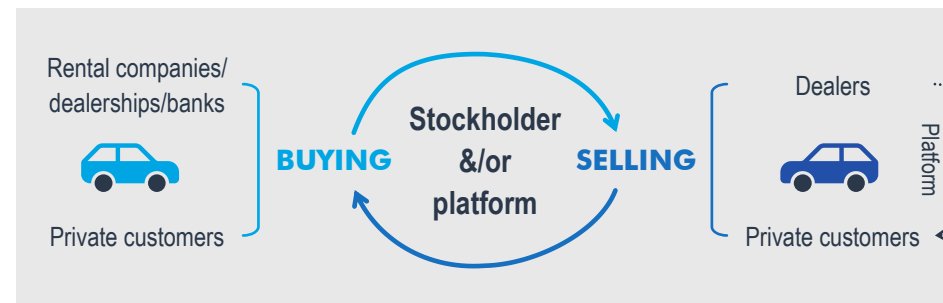 Rental companies/
dealerships/banks
Private customers
BUYING
Stockholder
&/or
platform
SELLING
Dealers
Private customers
Platform